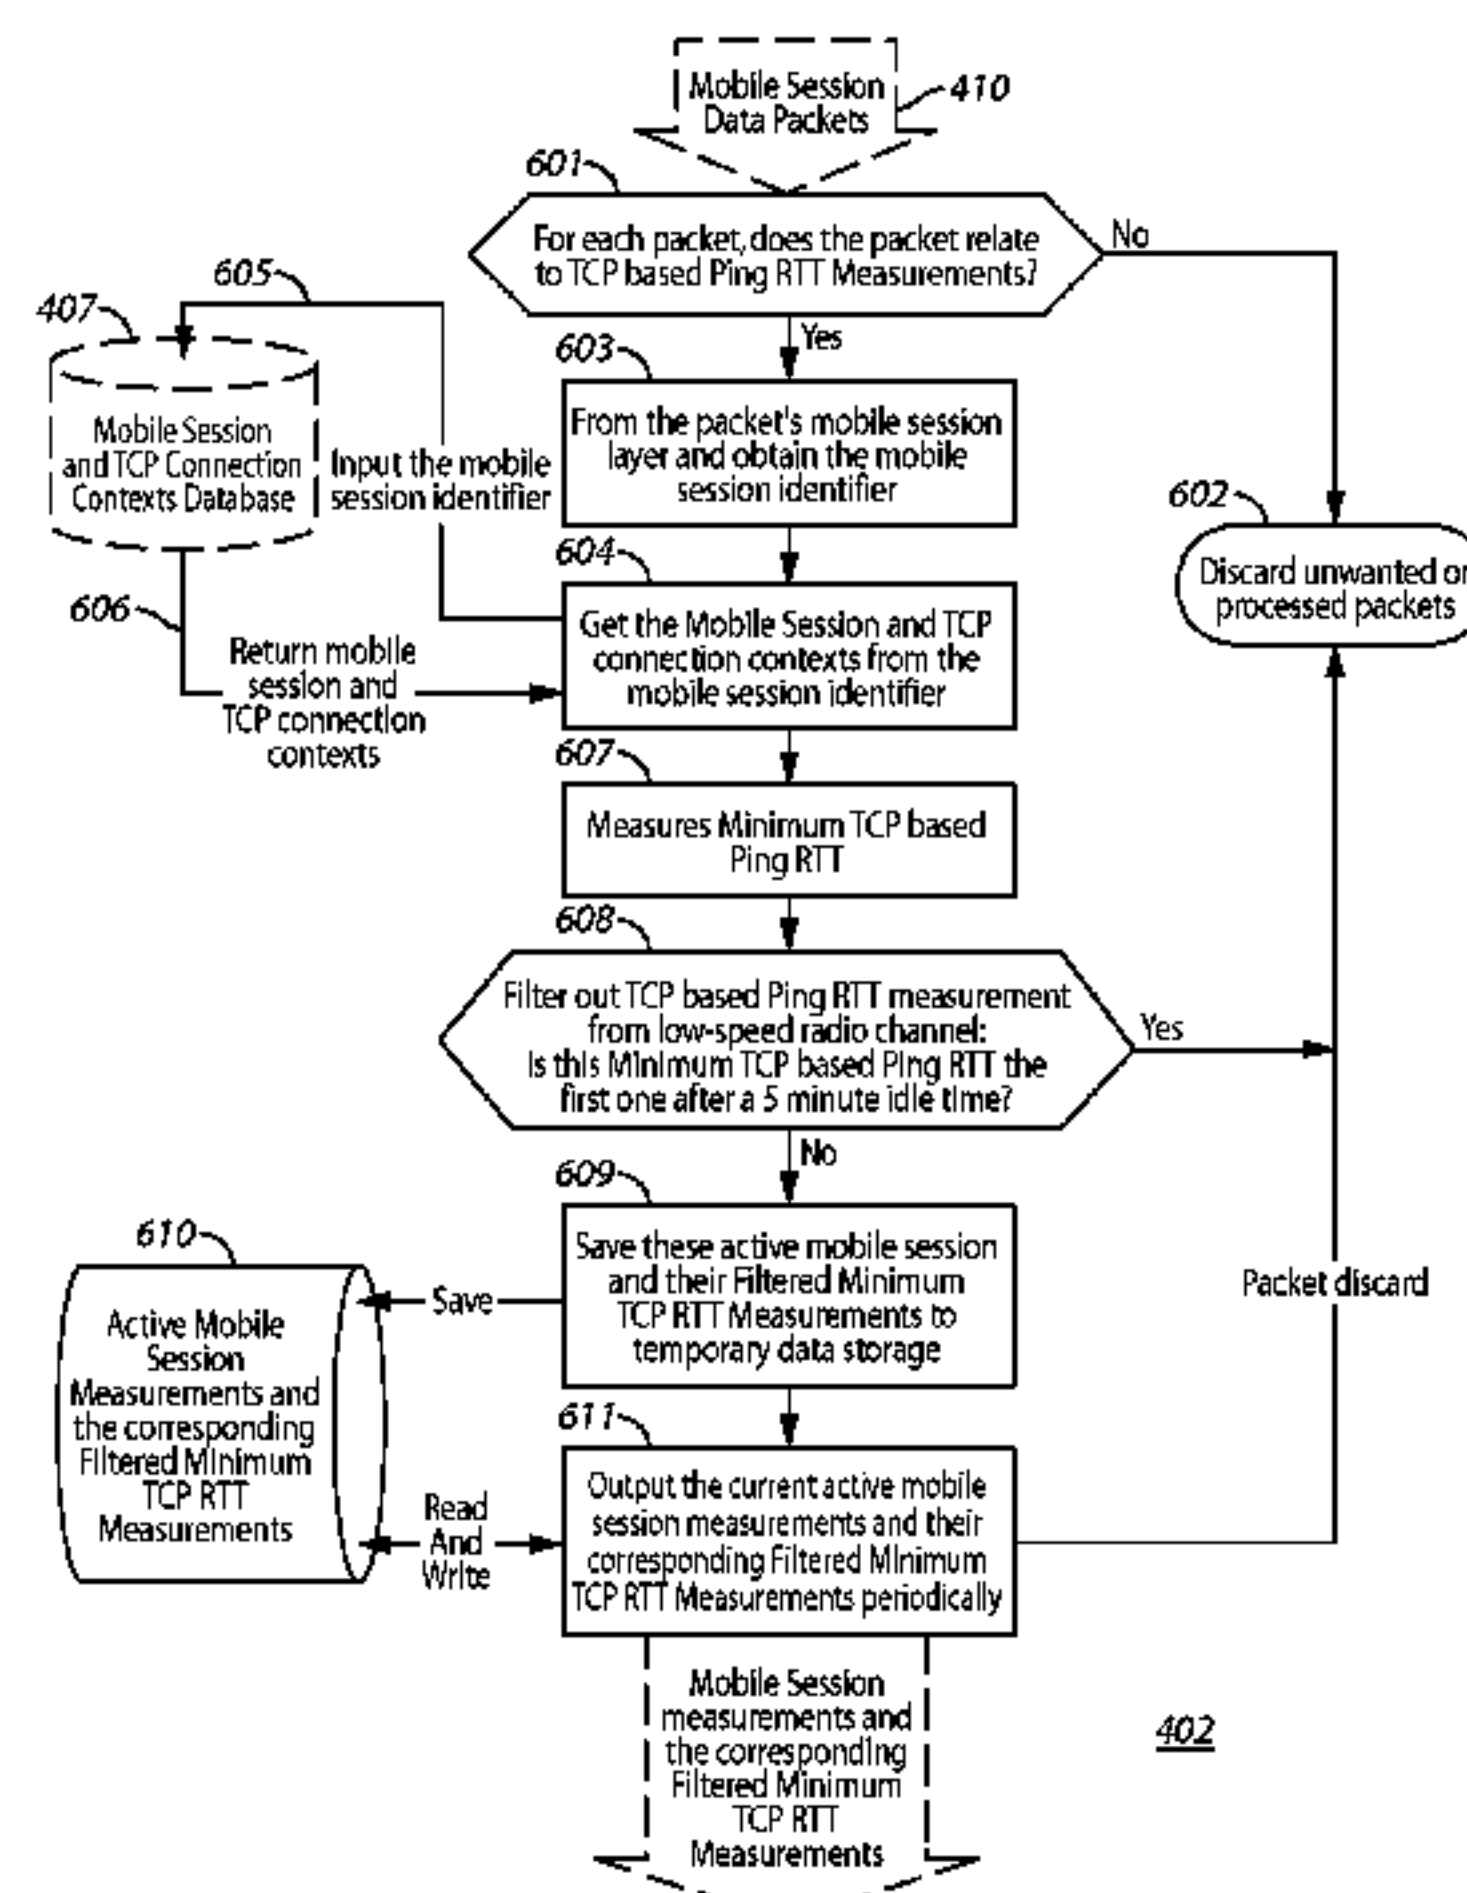 Mobile Session
Data Packets
410
601
For each packet, does the packet relate
to TCP based Ping RTT Measurements?
No
605
407
Yes
603
Mobile Session
and TCP Connection
Contexts Database
Input the mobile
session identifier
From the packet's mobile session
layer and obtain the mobile
session identifier
602
Discard unwanted or
processed packets
604
606
Get the Mobile Session and TCP
connection contexts from the
mobile session identifier
Return mobile
session and
TCP connection
contexts
607
Measures Minimum TCP based
Ping RTT
608
Filter out TCP based Ping RTT measurement
from low-speed radio channel:
Is this Minimum TCP based Ping RTT the
first one after a 5 minute idle time?
Yes
No
609
Save these active mobile session
and their Filtered Minimum
TCP RTT Measurements to
temporary data storage
610
Save
Active Mobile
Session
Measurements and
the corresponding
Filtered Minimum
TCP RTT
Measurements
Packet discard
611
Read
And
Write
Output the current active mobile
session measurements and their
corresponding Filtered Minimum
TCP RTT Measurements periodically
Mobile Session
measurements and
the corresponding
Filtered Minimum
TCP RTT
Measurements
402